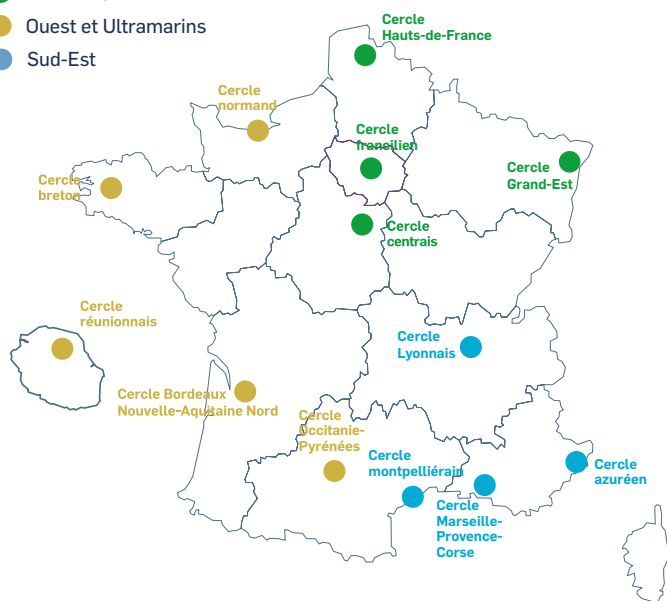 Ouest et Ultramarins
Sud-Est
Cercle
Hauts-de-France
Cercle
normand
Cercle
francilien
Cercle
Grand-Est
Cercle
breton
Cercle
centrais
Cercle
réunionnais
Cercle
Lyonnais
Cercle Bordeaux
Nouvelle-Aquitaine Nord
Cercle
Occitanie-
Pyrénées
Cercle
montpelliérain
Cercle
azuréen
Cercle
Marseille-
Provence-
Corse